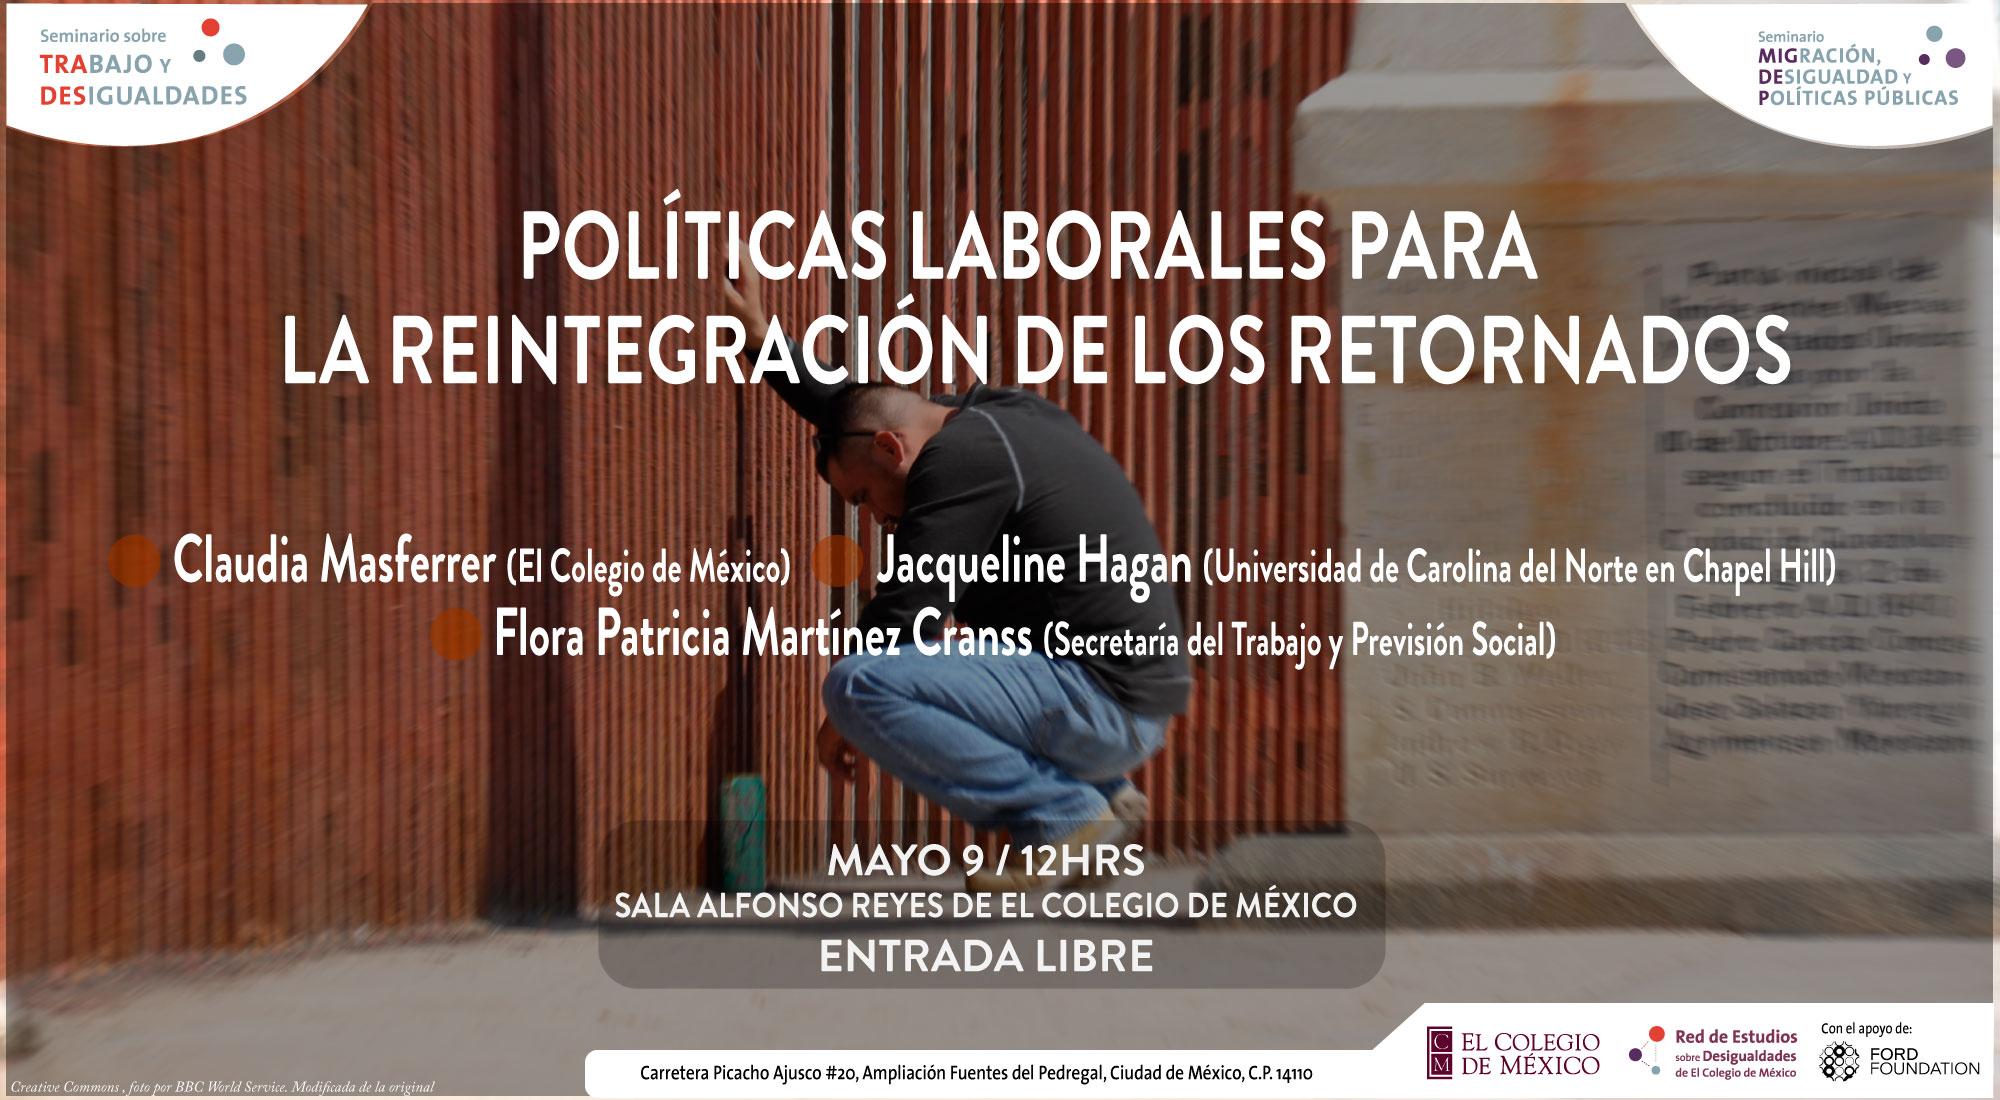 Seminario sobre
TRABAJO Y
DESIGUALDADES
Seminario
MIGRACIÓN,
DESIGUALDAD Y
POLÍTICAS PÚBLICAS
POLÍTICAS LABORALES PARA
LA REINTEGRACIÓN DE LOS RETORNADOS
Claudia Masferrer (El Colegio de México) Jacqueline Hagan (Universidad de Carolina del Norte en Chapel Hill)
Flora Patricia Martínez Cranss (Secretaría del Trabajo y Previsión Social)
MAYO 9 / 12HRS
SALA ALFONSO REYES DE EL COLEGIO DE MÉXICO
ENTRADA LIBRE
Creative Commons , foto por BBC World Service. Modificada de la original
Carretera Picacho Ajusco #20, Ampliación Fuentes del Pedregal, Ciudad de México, C.P. 14110
C
M
EL COLEGIO
DE MÉXICO
Red de Estudios
sobre Desigualdades
de El Colegio de México
Con el apoyo de:
FORD
FOUNDATION